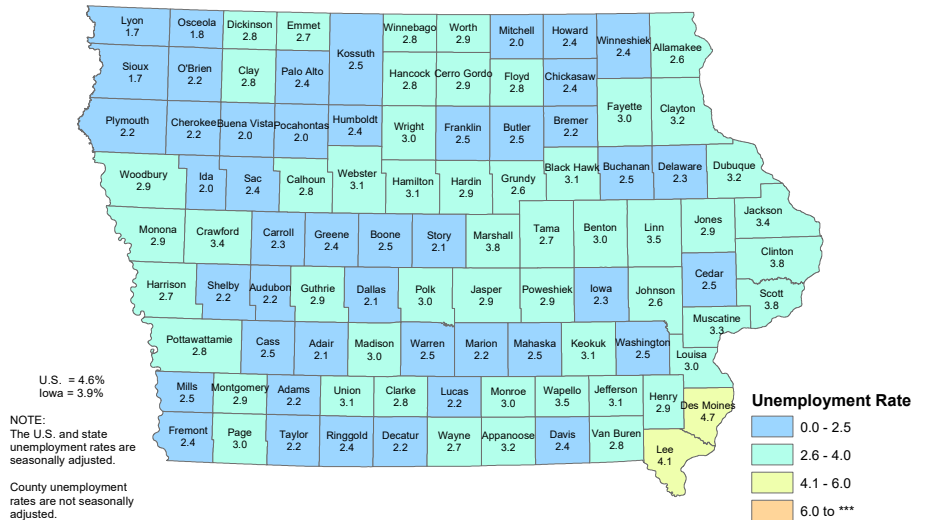 Lyon
1.7
Osceola
1.8
Dickinson
2.8
Emmet
2.7
Kossuth
2.5
Winnebago
2.8
Worth
2.9
Mitchell
2.0
Howard
2.4
Winneshiek
2.4
Allamakee
2.6
Sioux
1.7
O'Brien
2.2
Clay
2.8
Palo Alto
2.4
Hancock
2.8
Cerro Gordo
2.9
Floyd
2.8
Chickasaw
2.4
Fayette
3.0
Clayton
3.2
Plymouth
2.2
Cherokee
2.2
Buena Vista
2.0
Pocahontas
2.0
Humboldt
2.4
Wright
3.0
Franklin
2.5
Butler
2.5
Bremer
2.2
Woodbury
2.9
Ida
2.0
Sac
2.4
Calhoun
2.8
Webster
3.1
Hamilton
3.1
Hardin
2.9
Grundy
2.6
Black Hawk
3.1
Buchanan
2.5
Delaware
2.3
Dubuque
3.2
Monona
2.9
Crawford
3.4
Carroll
2.3
Greene
2.4
Boone
2.5
Story
2.1
Marshall
3.8
Tama
2.7
Benton
3.0
Linn
3.5
Jones
2.9
Jackson
3.4
Clinton
3.8
Harrison
2.7
Shelby
2.2
Audubon
2.2
Guthrie
2.9
Dallas
2.1
Polk
3.0
Jasper
2.9
Poweshiek
2.9
Iowa
2.3
Johnson
2.6
Cedar
2.5
Scott
3.8
Muscatine
3.3
Pottawattamie
2.8
Cass
2.5
Adair
2.1
Madison
3.0
Warren
2.5
Marion
2.2
Mahaska
2.5
Keokuk
3.1
Washington
2.5
Louisa
3.0
Mills
2.5
Montgomery
2.9
Adams
2.2
Union
3.1
Clarke
2.8
Lucas
2.2
Monroe
3.0
Wapello
3.5
Jefferson
3.1
Henry
2.9
Des Moines
4.7
Fremont
2.4
Page
3.0
Taylor
2.2
Ringgold
2.4
Decatur
2.2
Wayne
2.7
Appanoose
3.2
Davis
2.4
Van Buren
2.8
Lee
4.1
U.S. = 4.6%
Iowa = 3.9%
NOTE:
The U.S. and state
unemployment rates are
seasonally adjusted.
County unemployment
rates are not seasonally
adjusted.
Unemployment Rate
0.0 - 2.5
2.6 - 4.0
4.1 - 6.0
6.0 to ***